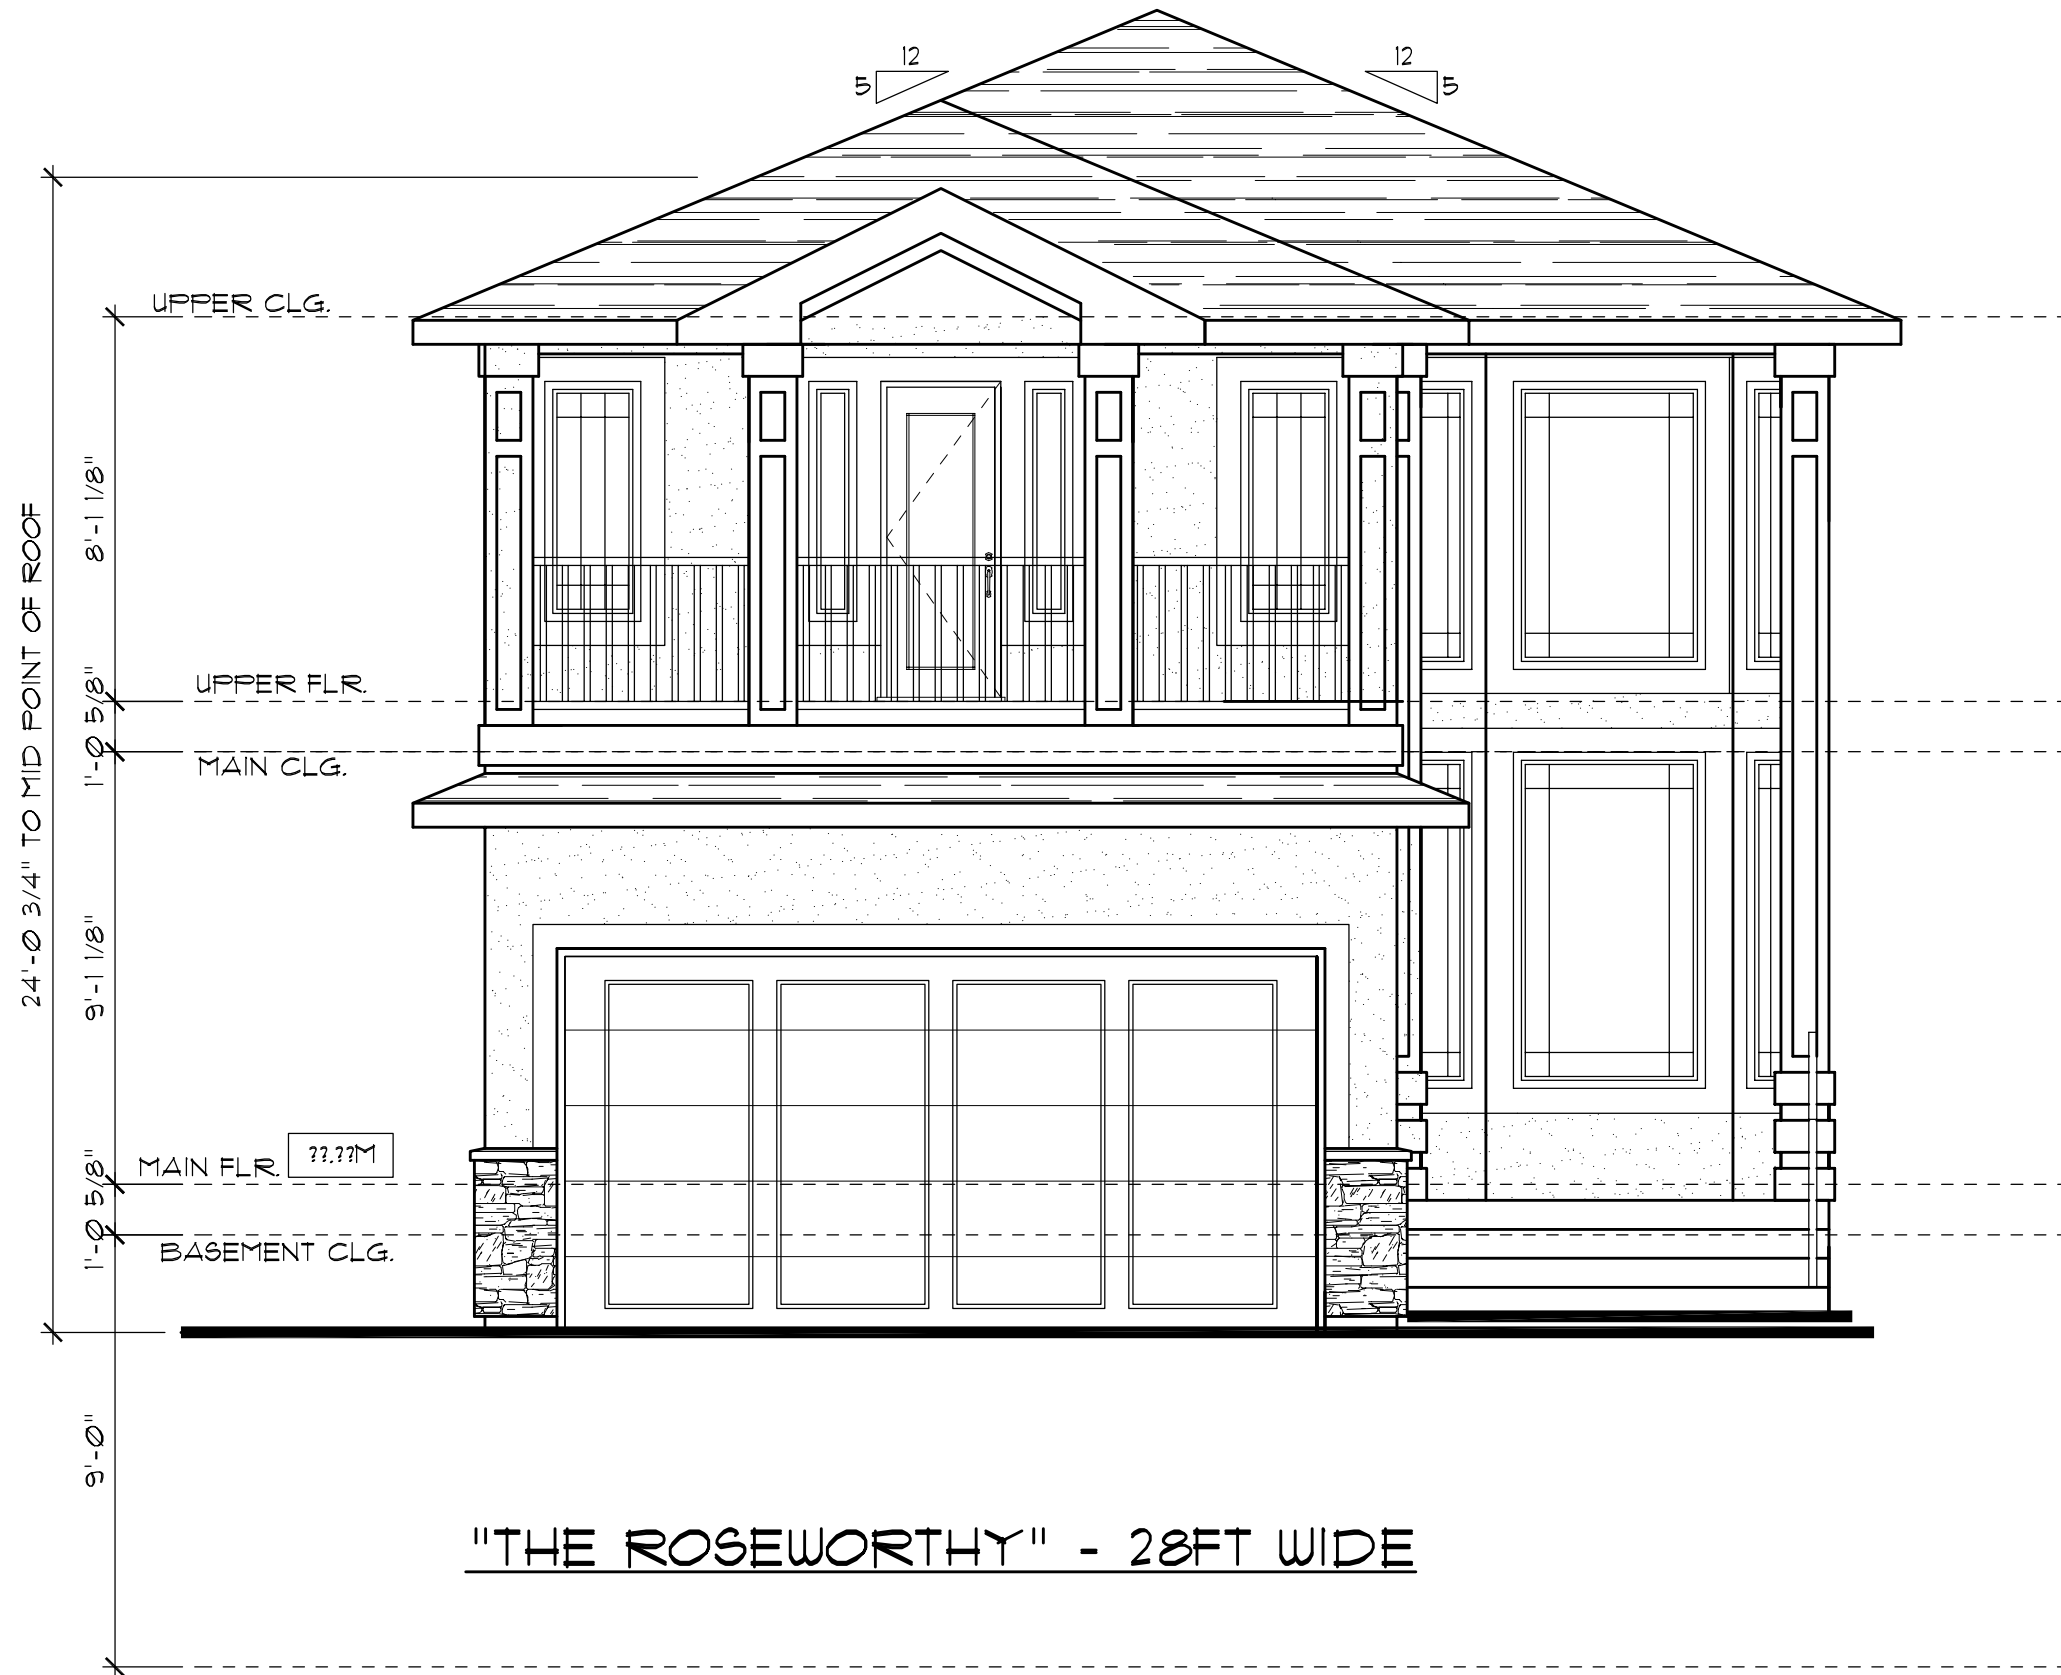 12
12
5
5
UPPER CLG.
8'-1 1/8"
24'-0 3/4" TO MID POINT OF ROOF
UPPER FLR.
1'-0 5/8"
MAIN CLG.
9'-1 1/8"
MAIN FLR.
??.??M
1'-0 5/8"
BASEMENT CLG.
9'-0"
"THE ROSEWORTHY" - 28FT WIDE